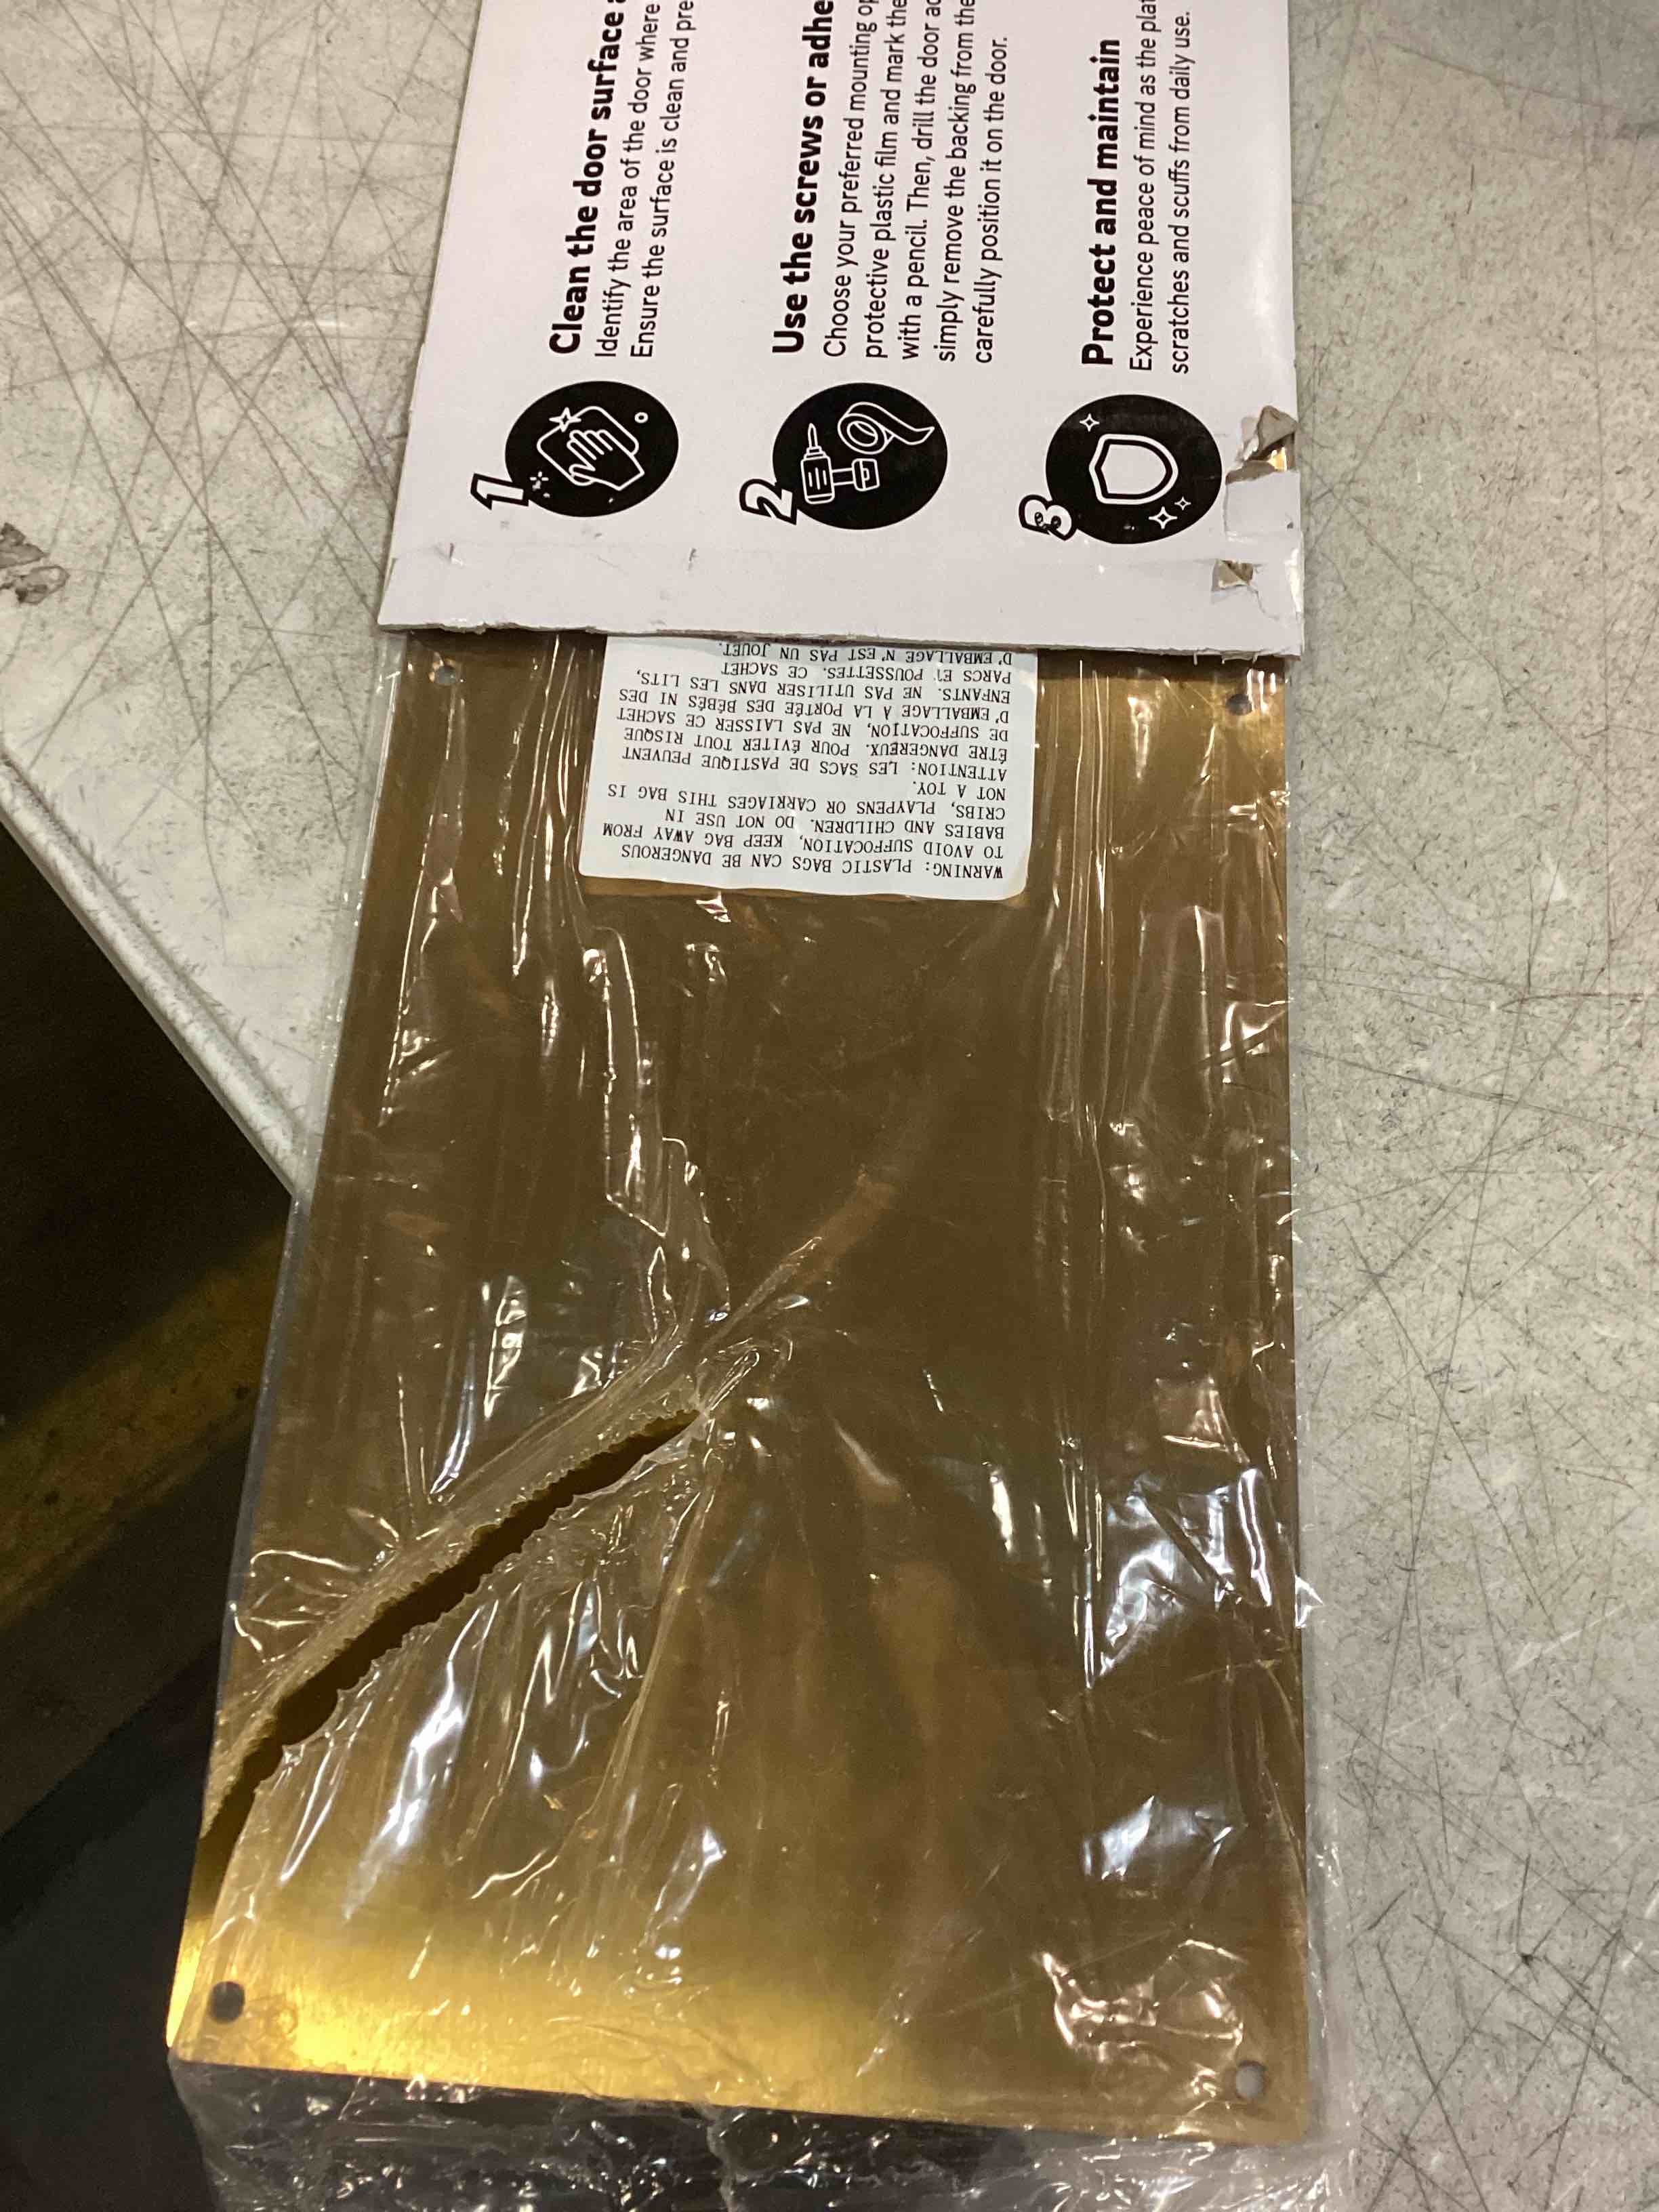 1
Clean the door surface
Identify the area of the door where
Ensure the surface is clean and
2
Use the screws or
Choose your preferred mounting
protective plastic film and mark the
with a pencil. Then, drill the door
simply remove the backing from the
carefully position it on the door.
3
Protect and maintain
Experience peace of mind as the
scratches and scuffs from daily use.
WARNING: PLASTIC BAGS CAN BE DANGEROUS
TO AVOID SUFFOCATION, KEEP BAG AWAY FROM
BABIES AND CHILDREN. DO NOT USE IN
CRIBS, PLAYPENS OR CARRIAGES THIS BAG IS
NOT A TOY.
ATTENTION: LES SACS DE PASTIQUE PEUVENT
ÊTRE DANGEREUX. POUR ÉVITER TOUT RISQUE
DE SUFFOCATION, NE PAS LAISSER CE SACHET
D'EMBALLAGE A LA PORTÉE DES BÉBÉS NI DES
ENFANTS. NE PAS UTILISER DANS LES LITS,
PARCS ET POUSSETTES. CE SACHET
D'EMBALLAGE N'EST PAS UN JOUET.